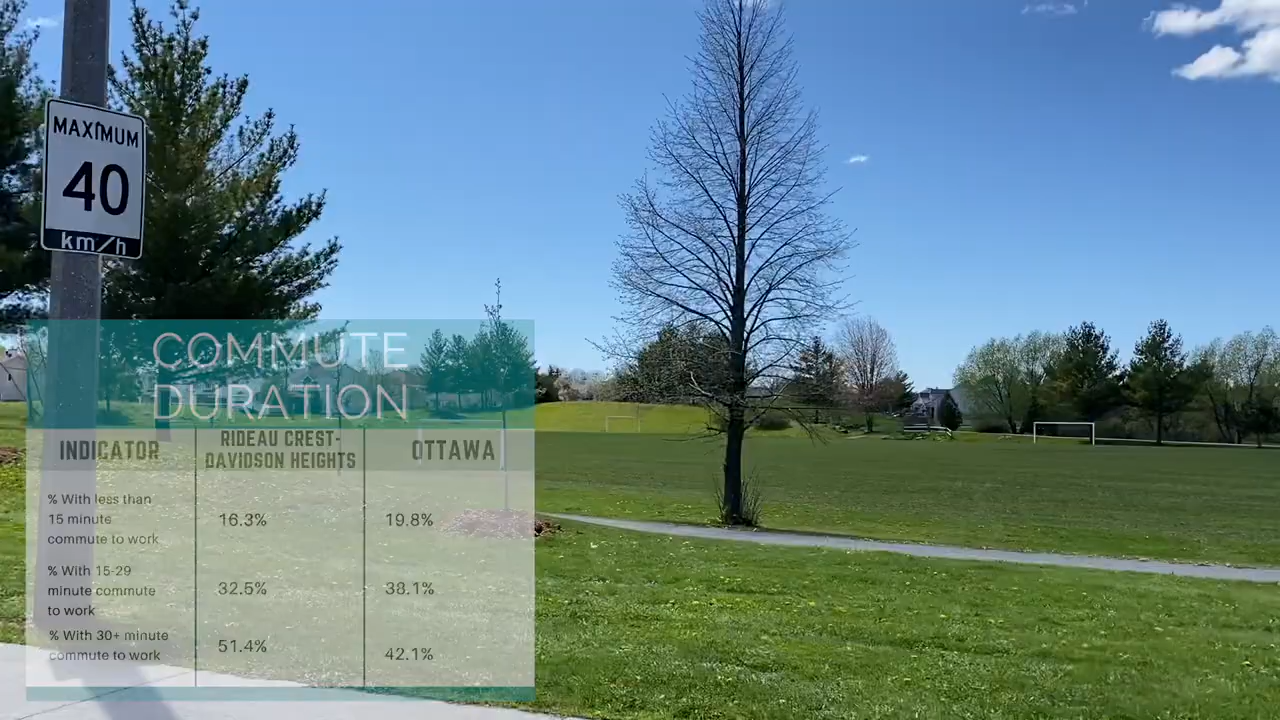 MAXIMUM
40
km/h
COMMUTE
DURATION
INDICATOR
RIDEAU CREST-
DAVIDSON HEIGHTS
OTTAWA
% With less than
15 minute
commute to work
16.3%
19.8%
% With 15-29
minute commute
to work
32.5%
38.1%
% With 30+ minute
commute to work
51.4%
42.1%